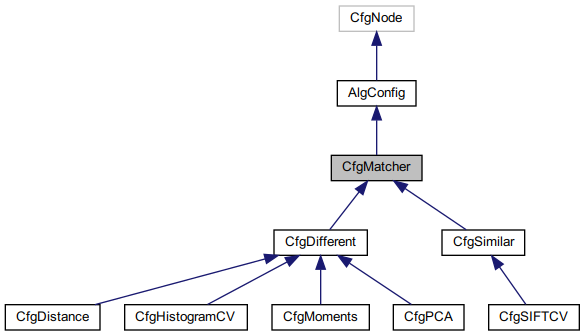 CfgNode
AlgConfig
CfgMatcher
CfgDifferent
CfgSimilar
CfgDistance
CfgHistogramCV
CfgMoments
CfgPCA
CfgSIFTCV